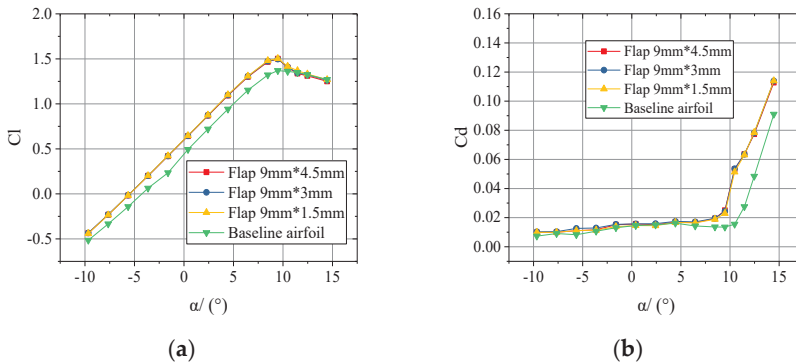 2.0
1.5
1.0
0.5
0.0
-0.5
Cl
-10
-5
0
5
10
15
α/ (°)
Flap 9mm*4.5mm
Flap 9mm*3mm
Flap 9mm*1.5mm
Baseline airfoil
(a)
0.16
0.14
0.12
0.10
0.08
0.06
0.04
0.02
0.00
Cd
-10
-5
0
5
10
15
α/ (°)
Flap 9mm*4.5mm
Flap 9mm*3mm
Flap 9mm*1.5mm
Baseline airfoil
(b)